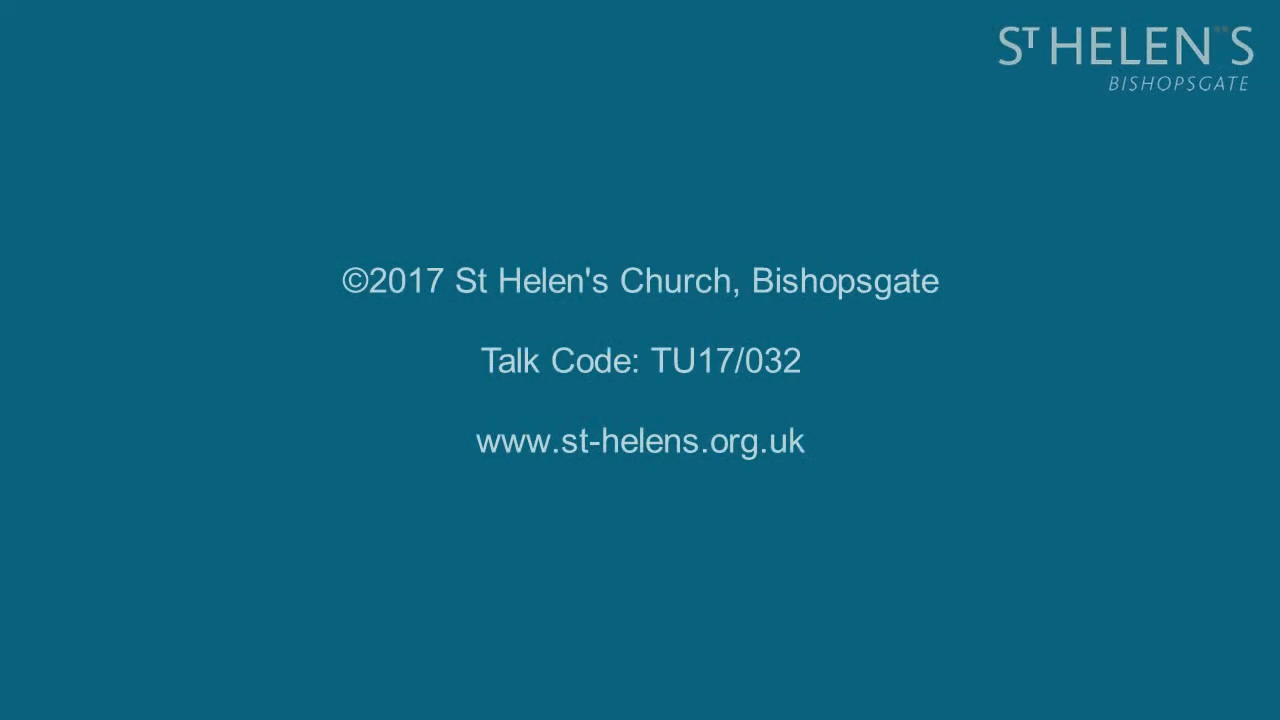 ST HELEN'S
BISHOPSGATE
©2017 St Helen's Church, Bishopsgate
Talk Code: TU17/032
www.st-helens.org.uk